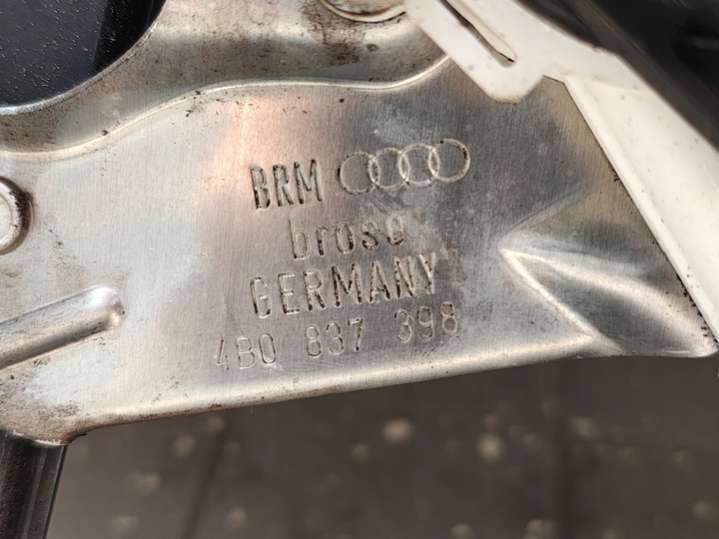 BRM
brose
GERMANY
4B0 837 398